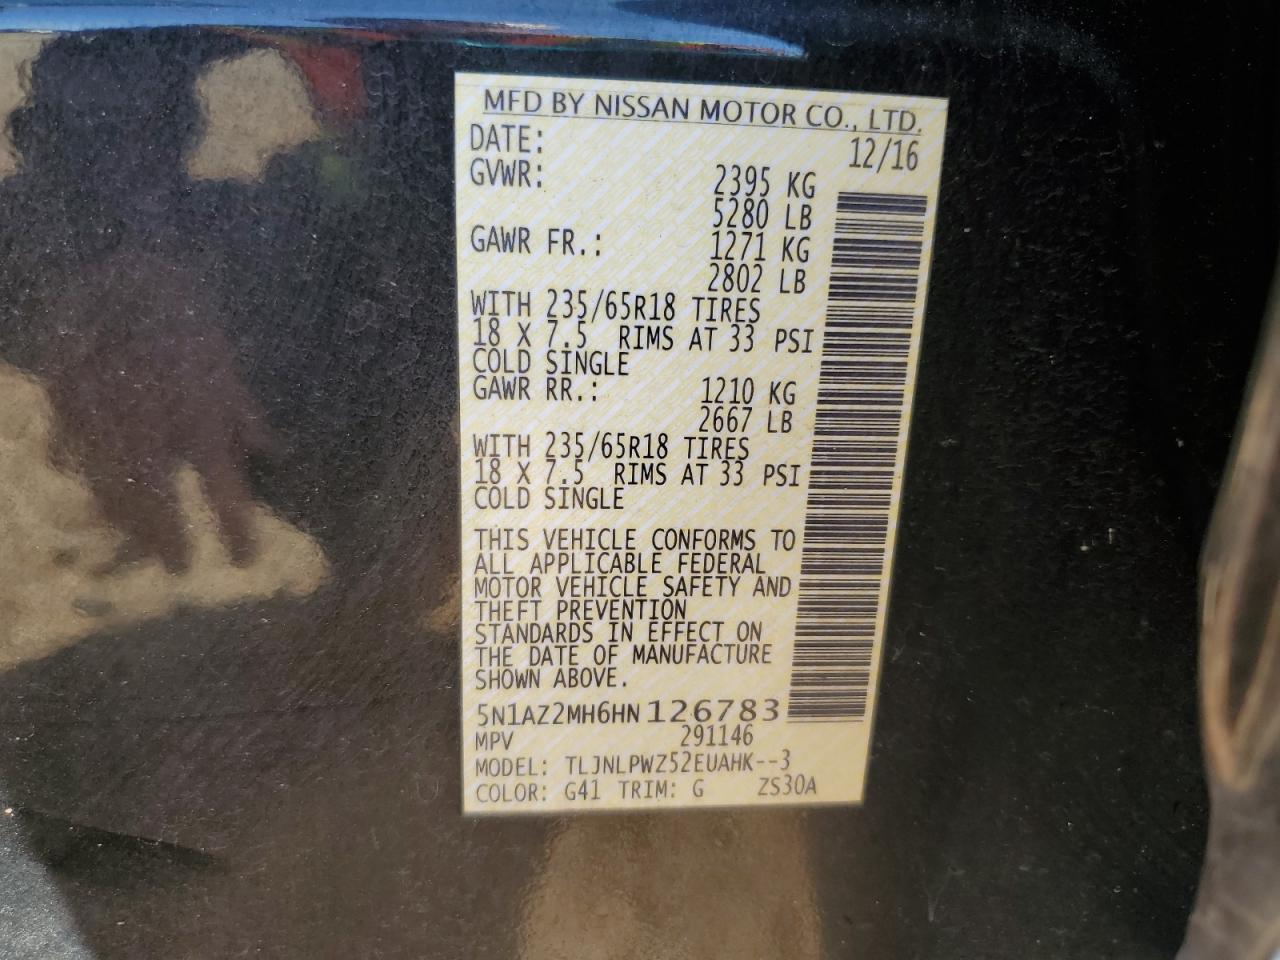 MFD BY NISSAN MOTOR CO., LTD.
DATE: 12/16
GVWR: 2395 KG
5280 LB
GAWR FR.: 1271 KG
2802 LB
WITH 235/65R18 TIRES
18 X 7.5 RIMS AT 33 PSI
COLD SINGLE
GAWR RR.: 1210 KG
2667 LB
WITH 235/65R18 TIRES
18 X 7.5 RIMS AT 33 PSI
COLD SINGLE
THIS VEHICLE CONFORMS TO
ALL APPLICABLE FEDERAL
MOTOR VEHICLE SAFETY AND
THEFT PREVENTION
STANDARDS IN EFFECT ON
THE DATE OF MANUFACTURE
SHOWN ABOVE.
5N1AZ2MH6HN126783
MPV 291146
MODEL: TLJNLPWZ52EUAHK--3
COLOR: G41 TRIM: G ZS30A